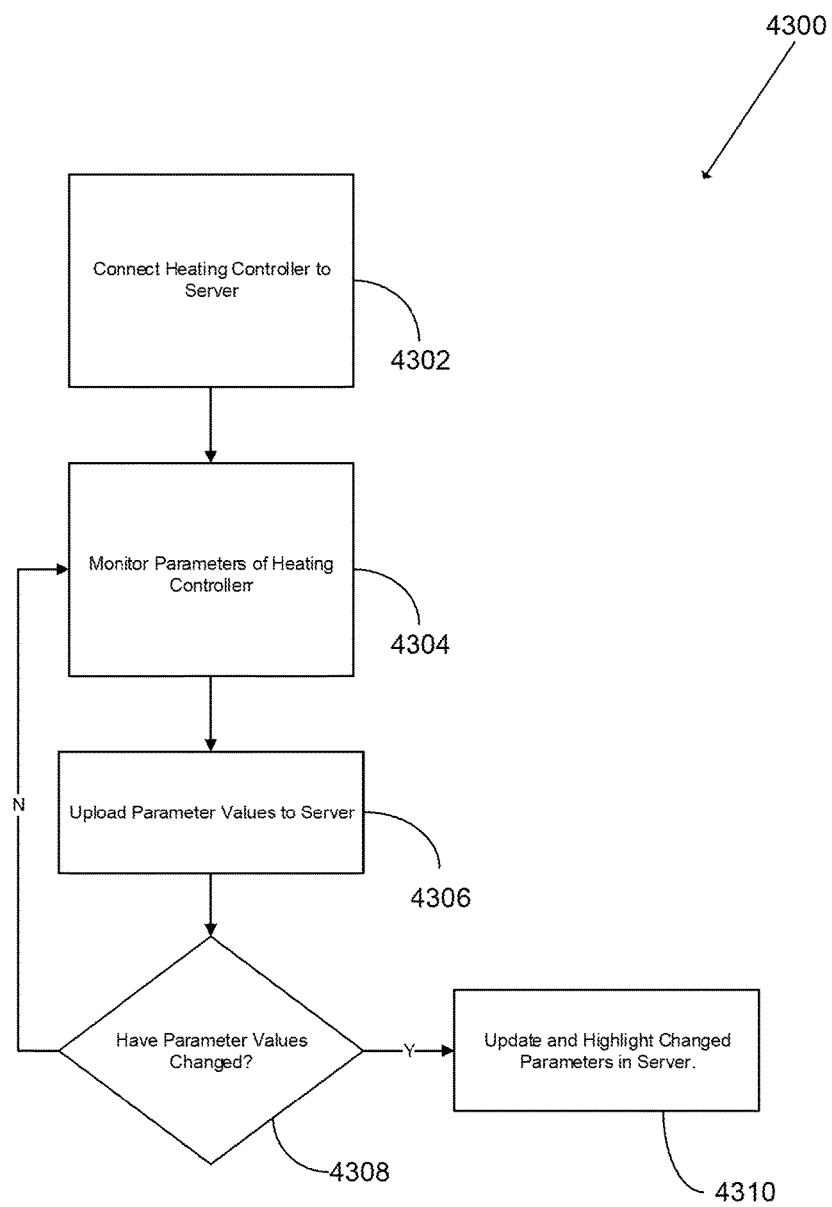 4300
Connect Heating Controller to
Server
4302
Monitor Parameters of Heating
Controllerr
4304
N
Upload Parameter Values to Server
4306
Have Parameter Values
Changed?
Y
Update and Highlight Changed
Parameters in Server.
4308
4310